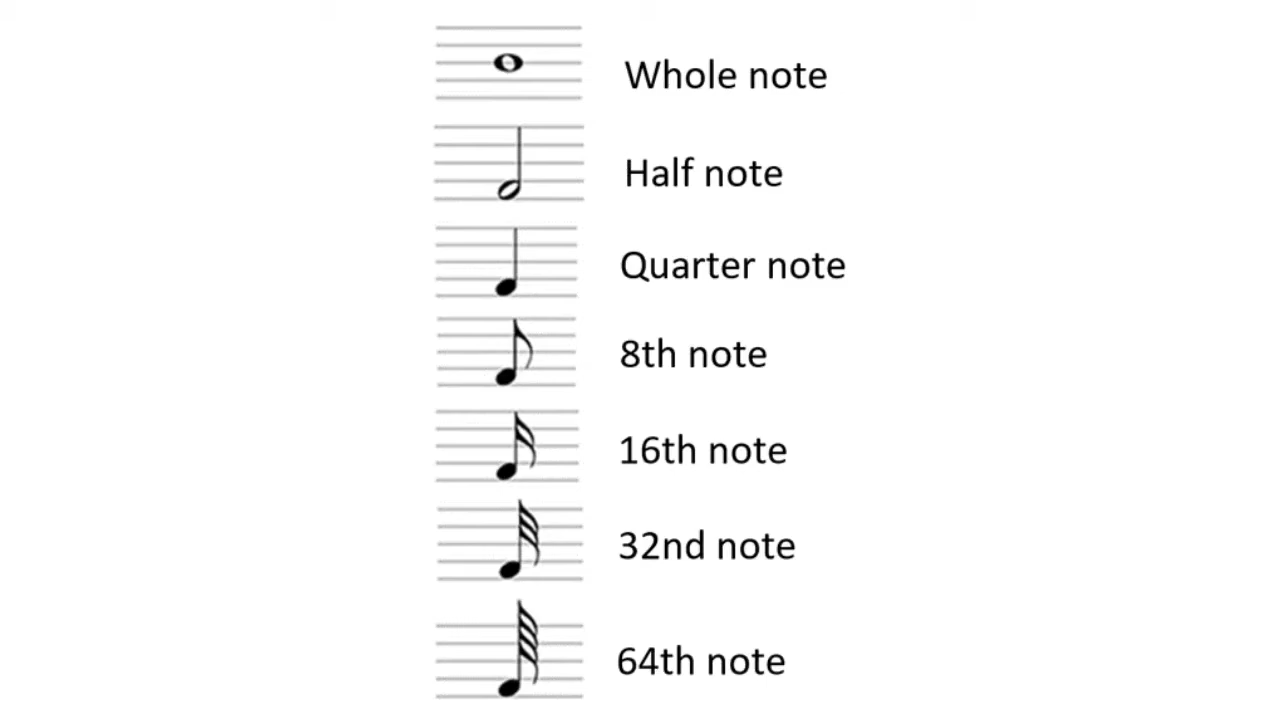 Whole note
Half note
Quarter note
8th note
16th note
32nd note
64th note